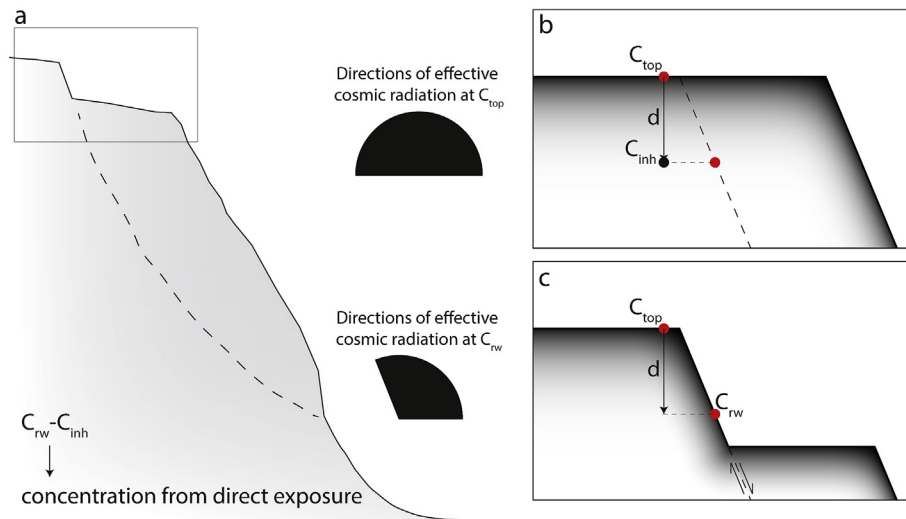 a
Directions of effective
cosmic radiation at C_top
Directions of effective
cosmic radiation at C_rw
C_rw-C_inh
concentration from direct exposure
b
C_top
d
C_inh
c
C_top
d
C_rw